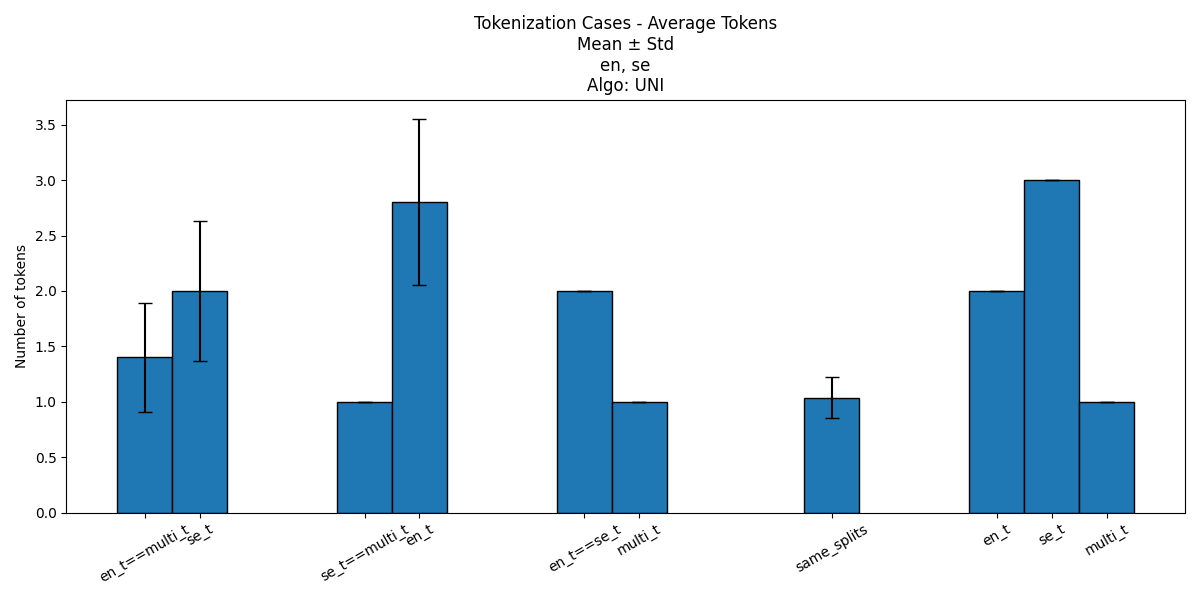 Tokenization Cases - Average Tokens
Mean ± Std
en, se
Algo: UNI
Number of tokens
3.5
3.0
2.5
2.0
1.5
1.0
0.5
0.0
en_t==multi_t
se_t
se_t==multi_t
en_t
en_t==se_t
multi_t
same_splits
en_t
se_t
multi_t